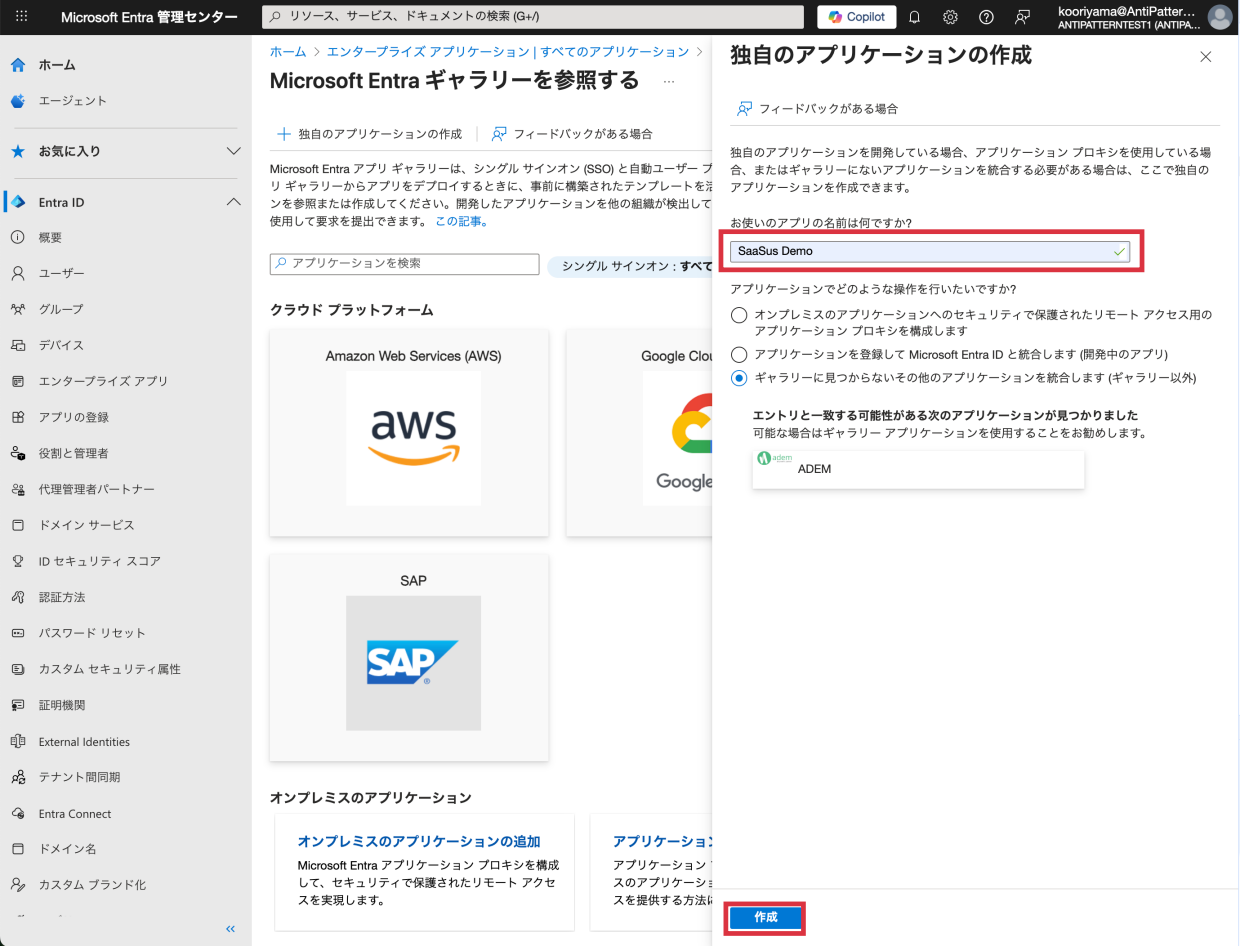 Microsoft Entra 管理センター
リソース、サービス、ドキュメントの検索 (G+/)
Copilot
kooriyama@AntiPatter...
ANTIPATTERNTEST1 (ANTIPA...
ホーム
エージェント
お気に入り
Entra ID
概要
ユーザー
グループ
デバイス
エンタープライズ アプリ
アプリの登録
役割と管理者
代理管理者パートナー
ドメイン サービス
ID セキュリティ スコア
認証方法
パスワード リセット
カスタム セキュリティ属性
証明機関
External Identities
テナント間同期
Entra Connect
ドメイン名
カスタム ブランド化
«
ホーム > エンタープライズ アプリケーション | すべてのアプリケーション >
Microsoft Entra ギャラリーを参照する ...
+ 独自のアプリケーションの作成 | フィードバックがある場合
Microsoft Entra アプリ ギャラリーは、シングル サインオン (SSO) と自動ユーザー プ
リ ギャラリーからアプリをデプロイするときに、事前に構築されたテンプレートを活
ンを参照または作成してください。開発したアプリケーションを他の組織が検出して
使用して要求を提出できます。 この記事。
アプリケーションを検索
シングル サインオン : すべて
クラウド プラットフォーム
Amazon Web Services (AWS)
aws
Google Clou
Google
SAP
SAP
オンプレミスのアプリケーション
オンプレミスのアプリケーションの追加
Microsoft Entra アプリケーション プロキシを構成
して、セキュリティで保護されたリモート アクセ
スを実現します。
アプリケーション
アプリケーション
スのアプリケーショ
スを提供する方法に
独自のアプリケーションの作成
フィードバックがある場合
独自のアプリケーションを開発している場合、アプリケーション プロキシを使用している場
合、またはギャラリーにないアプリケーションを統合する必要がある場合は、ここで独自の
アプリケーションを作成できます。
お使いのアプリの名前は何ですか?
SaaSus Demo
アプリケーションでどのような操作を行いたいですか?
オンプレミスのアプリケーションへのセキュリティで保護されたリモート アクセス用の
アプリケーション プロキシを構成します
アプリケーションを登録して Microsoft Entra ID と統合します (開発中のアプリ)
ギャラリーに見つからないその他のアプリケーションを統合します (ギャラリー以外)
エントリと一致する可能性がある次のアプリケーションが見つかりました
可能な場合はギャラリー アプリケーションを使用することをお勧めします。
adem
ADEM
作成